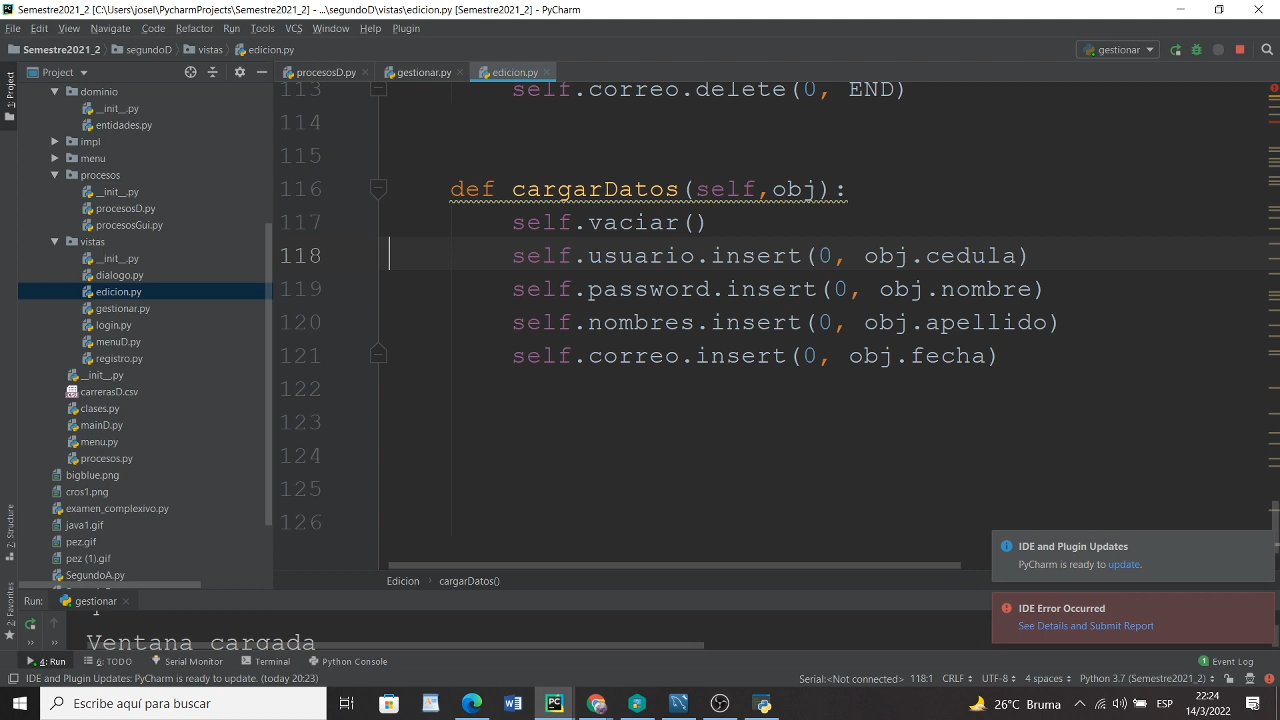 Semestre2021_2 [C:\Users\josel\PycharmProjects\Semestre2021_2] - ...\segundoD\vistas\edicion.py [Semestre2021_2] - PyCharm
File Edit View Navigate Code Refactor Run Tools VCS Window Help Plugin
Semestre2021_2 segundoD vistas edicion.py gestionar
Project procesosD.py gestionar.py edicion.py
1: Project
dominio
__init__.py
entidades.py
impl
menu
procesos
__init__.py
procesosD.py
procesosGui.py
vistas
__init__.py
dialogo.py
edicion.py
gestionar.py
login.py
menuD.py
registro.py
__init__.py
carrerasD.csv
clases.py
mainD.py
menu.py
procesos.py
bigblue.png
cros1.png
examen_complexivo.py
java1.gif
pez.gif
pez (1).gif
SegundoA.py
7: Structure
2: Favorites
113 self.correo.delete(0, END)
114
115
116 def cargarDatos(self,obj):
117 self.vaciar()
118 self.usuario.insert(0, obj.cedula)
119 self.password.insert(0, obj.nombre)
120 self.nombres.insert(0, obj.apellido)
121 self.correo.insert(0, obj.fecha)
122
123
124
125
126
Edicion cargarDatos()
IDE and Plugin Updates
PyCharm is ready to update.
IDE Error Occurred
See Details and Submit Report
Run: gestionar
Ventana cargada
4: Run 6: TODO Serial Monitor Terminal Python Console 1 Event Log
IDE and Plugin Updates: PyCharm is ready to update. (today 20:23) Serial:<Not connected> 118:1 CRLF UTF-8 4 spaces Python 3.7 (Semestre2021_2)
Escribe aquí para buscar
26°C Bruma
ESP
22:24
14/3/2022